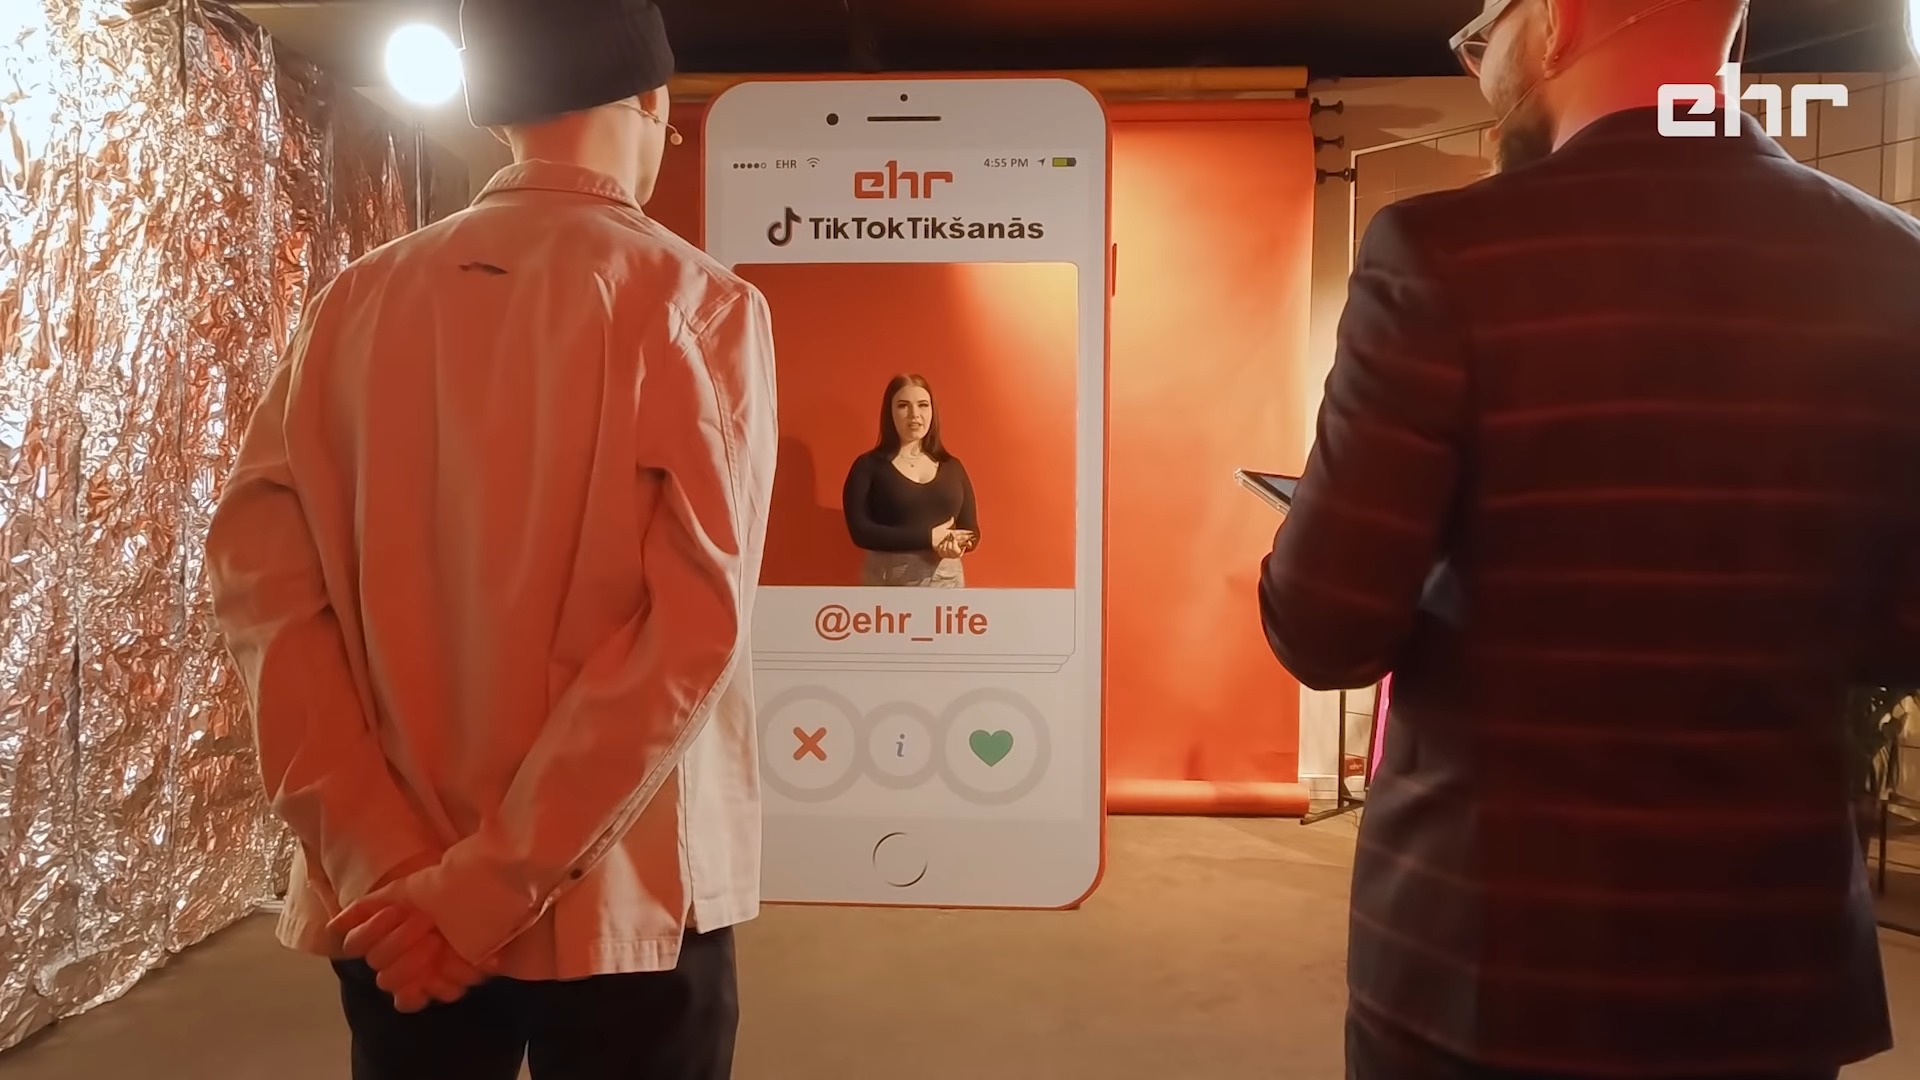 ehr
EHR
4:55 PM
ehr
TikTokTikšanās
@ehr_life
i